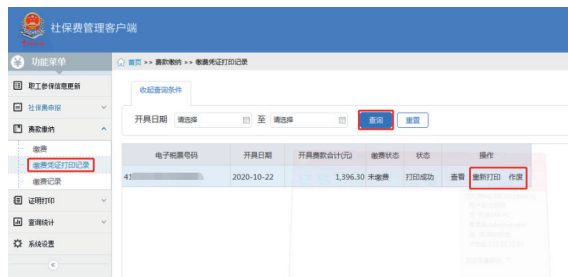 社保费管理客户端
功能菜单
首页 >> 费款缴纳 >> 缴费凭证打印记录
职工参保信息更新
社保费申报
费款缴纳
缴费
缴费凭证打印记录
缴费记录
证明打印
查询统计
系统设置
收起查询条件
开具日期 请选择 至 请选择 查询 重置
电子税票号码 开具日期 开具费款合计(元) 缴费状态 状态 操作
41 2020-10-22 1,396.30 未缴费 打印成功 查看 重新打印 作废